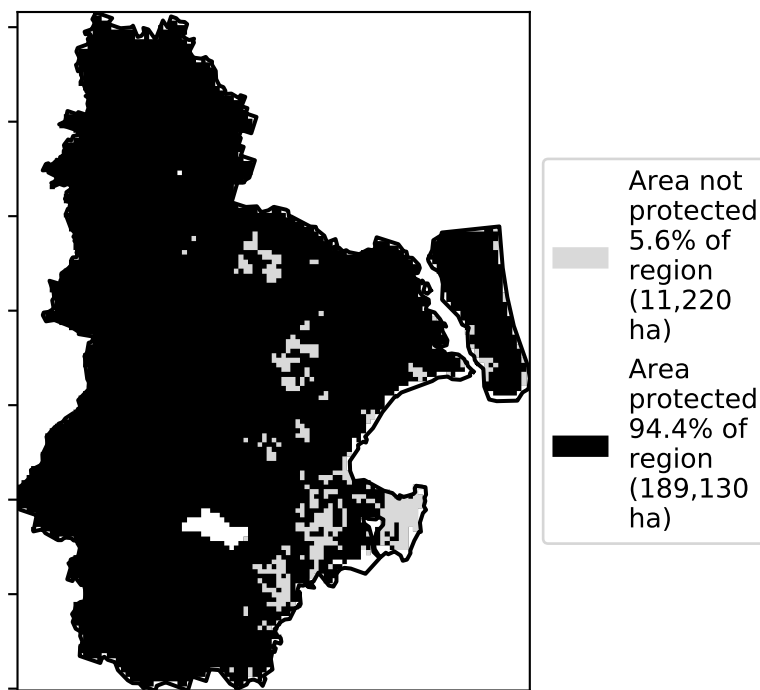 Area not
protected
5.6% of
region
(11,220
ha)
Area
protected
94.4% of
region
(189,130
ha)